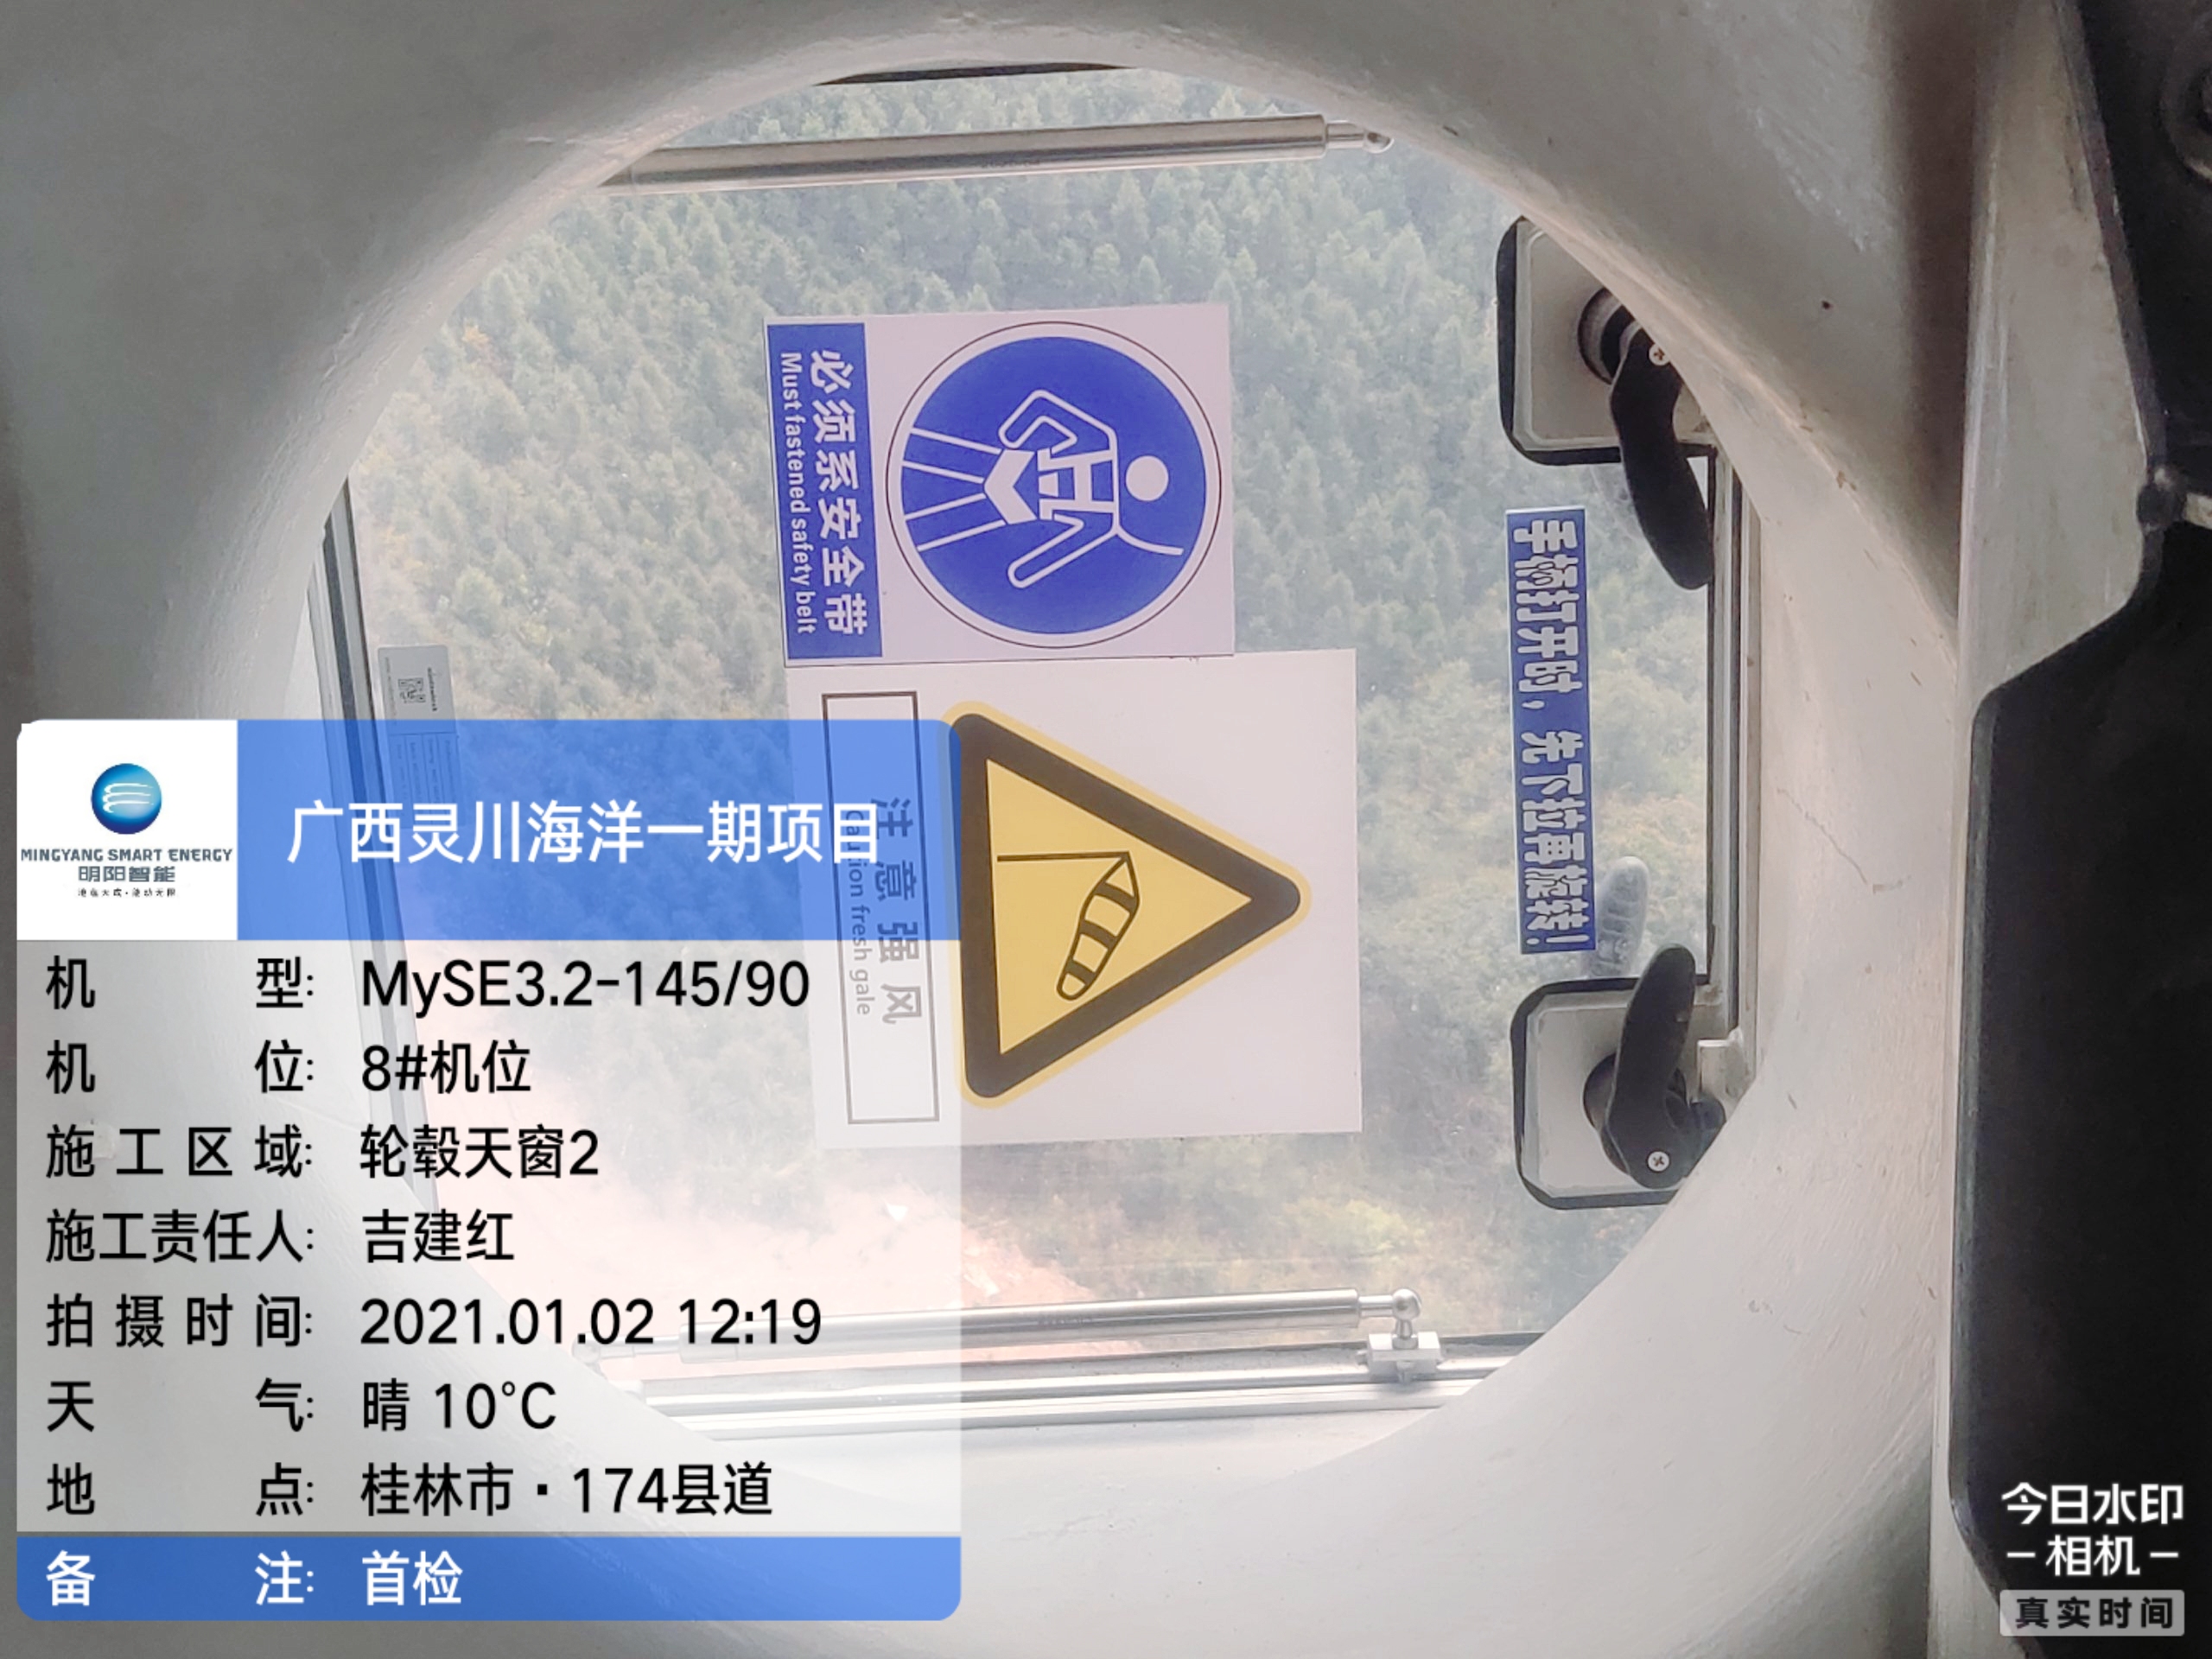 必须系安全带
Must fastened safety belt
手柄打开时，先下拉再旋转!
注意强风
Caution fresh gale
MINGYANG SMART ENERGY
明阳智能
广西灵川海洋一期项目
机型: MySE3.2-145/90
机位: 8#机位
施工区域: 轮毂天窗2
施工责任人: 吉建红
拍摄时间: 2021.01.02 12:19
天气: 晴 10°C
地点: 桂林市·174县道
备注: 首检
今日水印
-相机-
真实时间